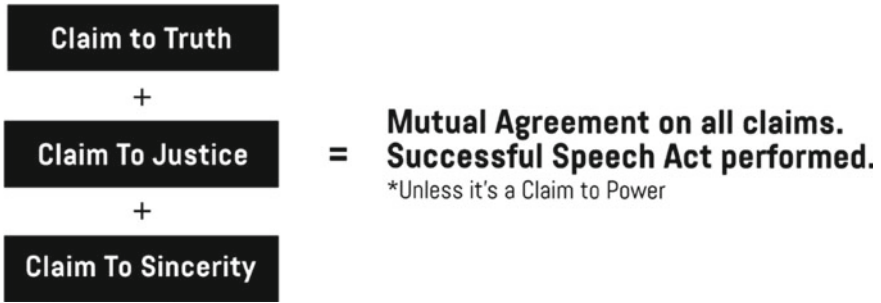 Claim to Truth
+
Claim To Justice
+
Claim To Sincerity
=
Mutual Agreement on all claims.
Successful Speech Act performed.
*Unless it's a Claim to Power